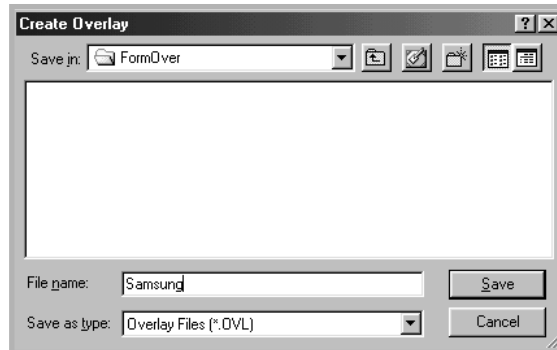 Create Overlay
Save in: FormOver
File name: Samsung
Save as type: Overlay Files (*.OVL)
Save
Cancel